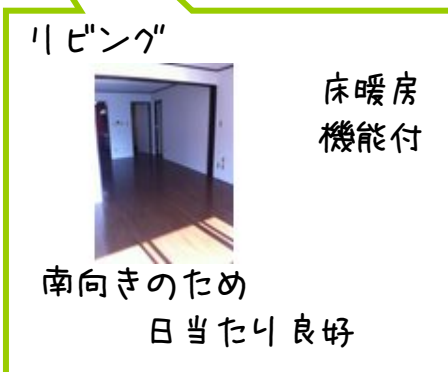 リビング
床暖房
機能付
南向きのため
日当たり良好